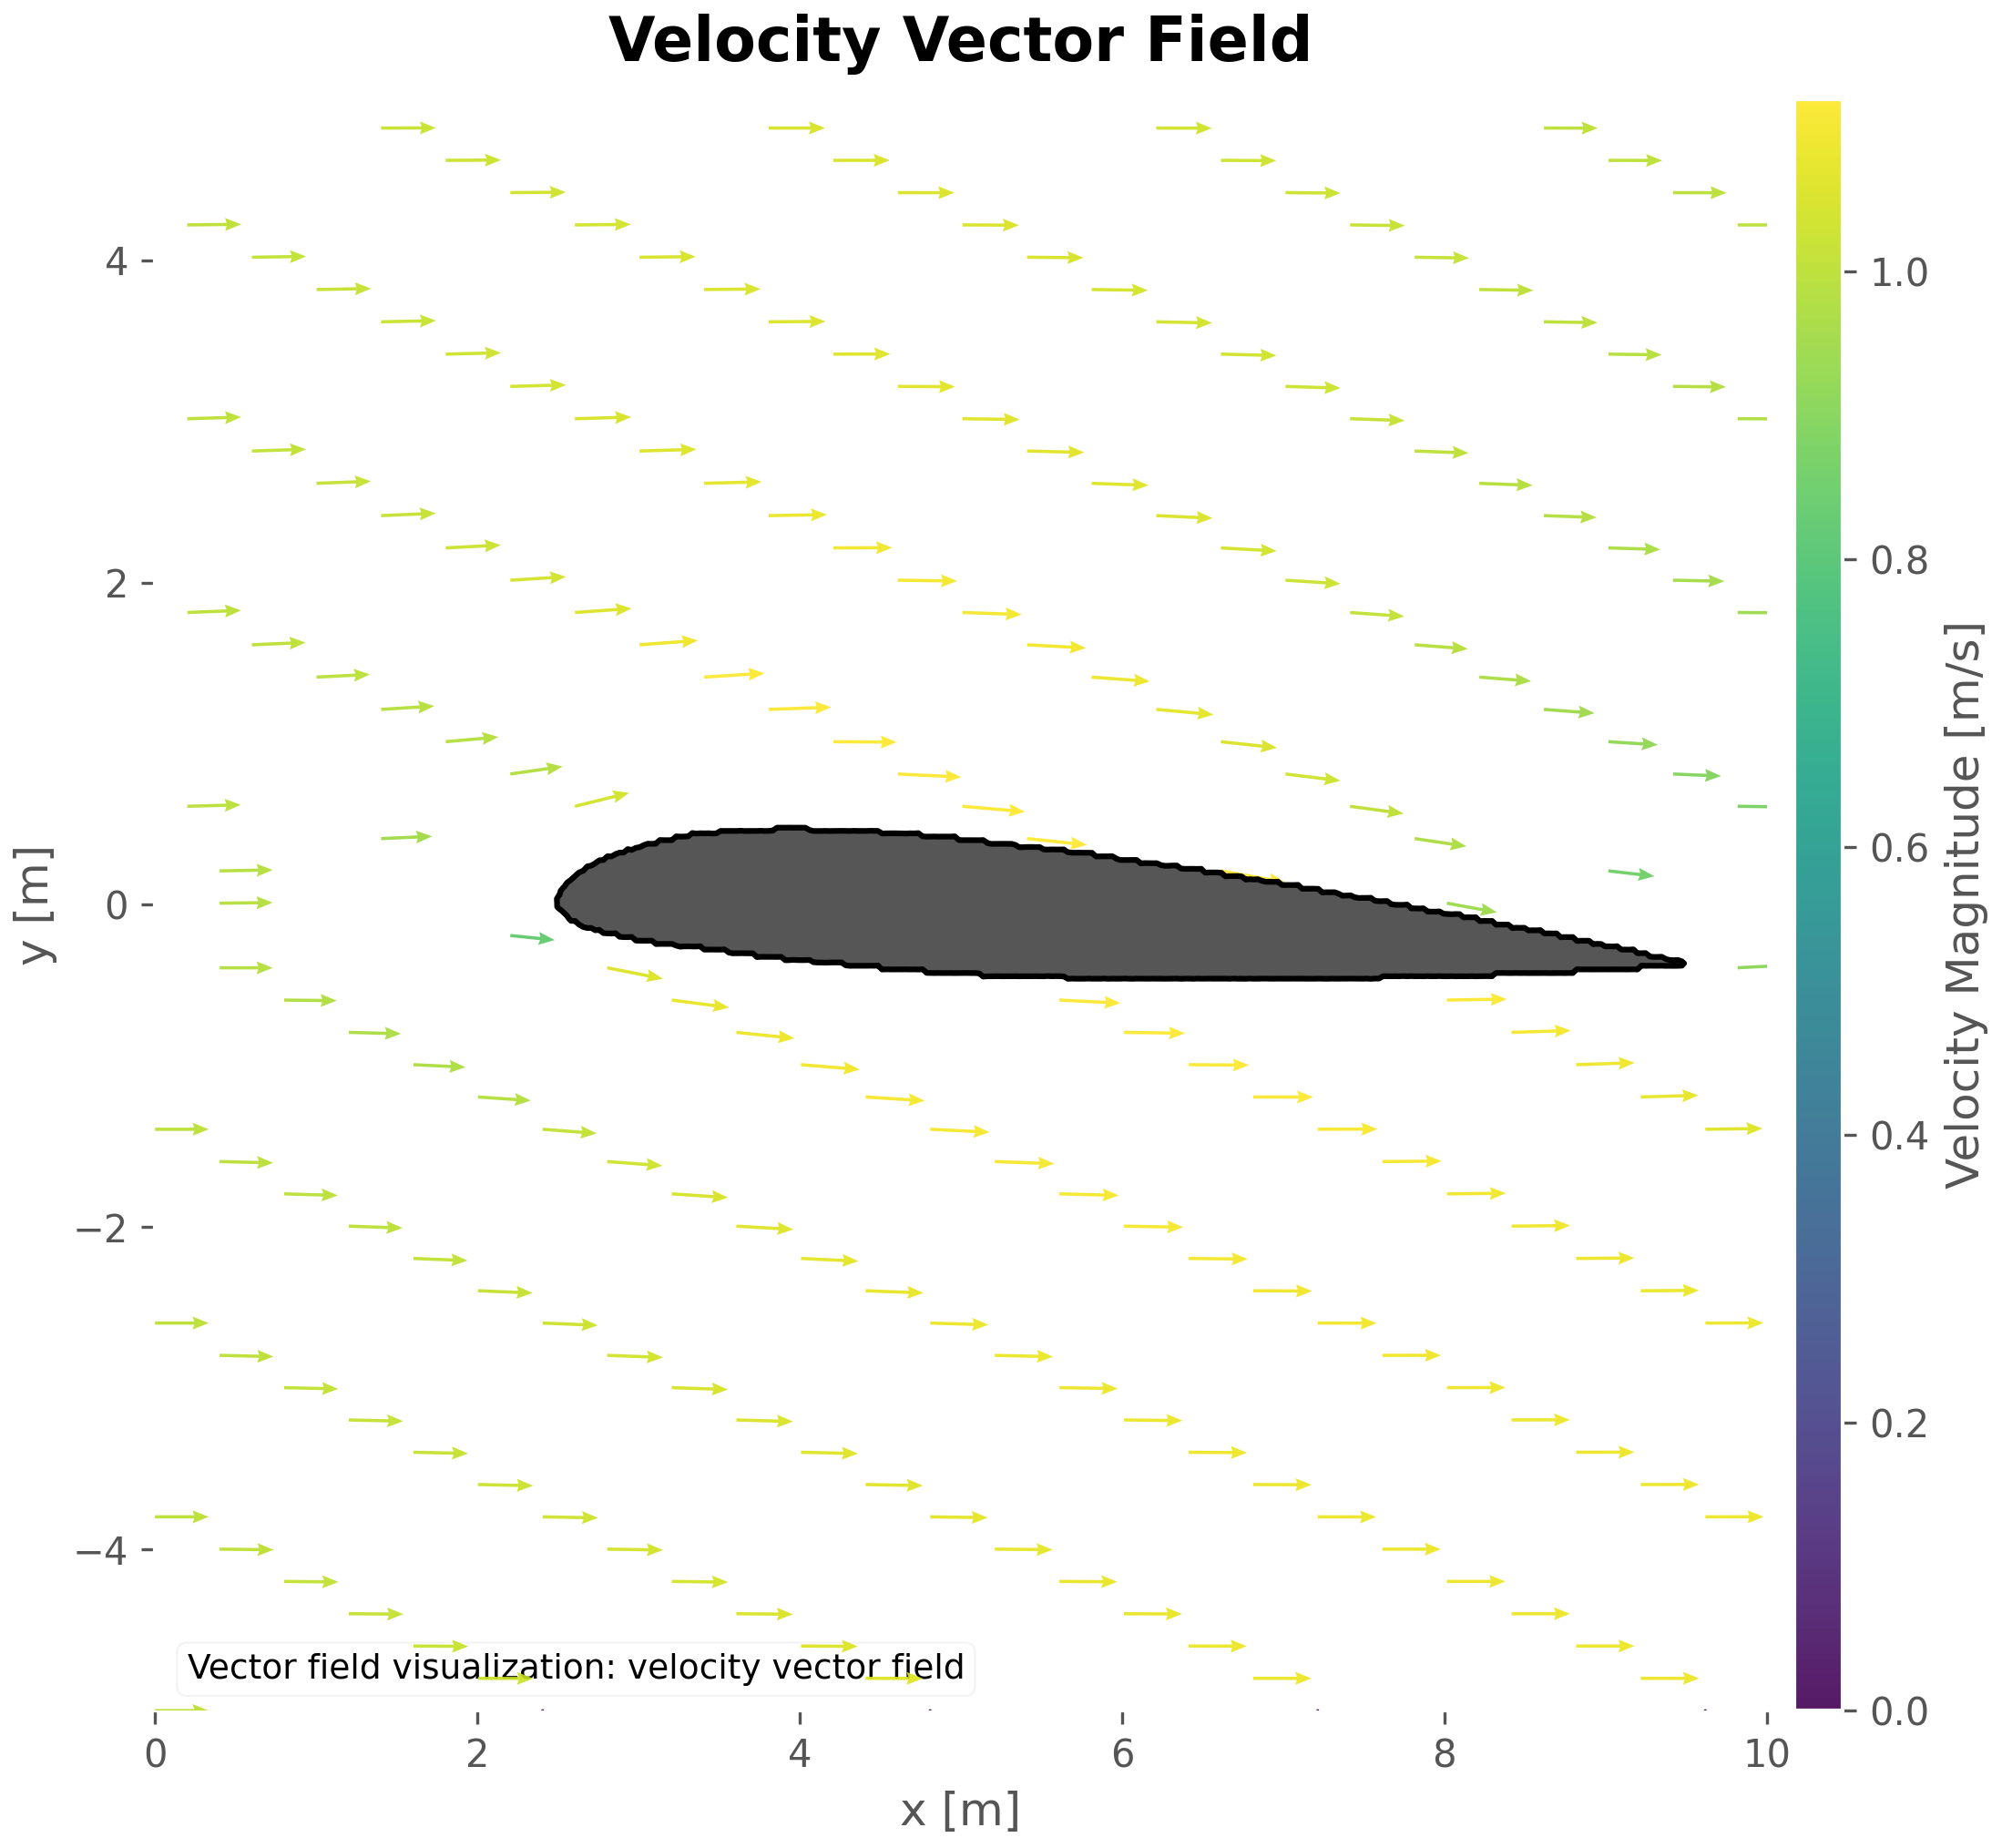 Velocity Vector Field
4
2
0
−2
−4
y [m]
Vector field visualization: velocity vector field
0 2 4 6 8 10
x [m]
1.0
0.8
0.6
0.4
0.2
0.0
Velocity Magnitude [m/s]